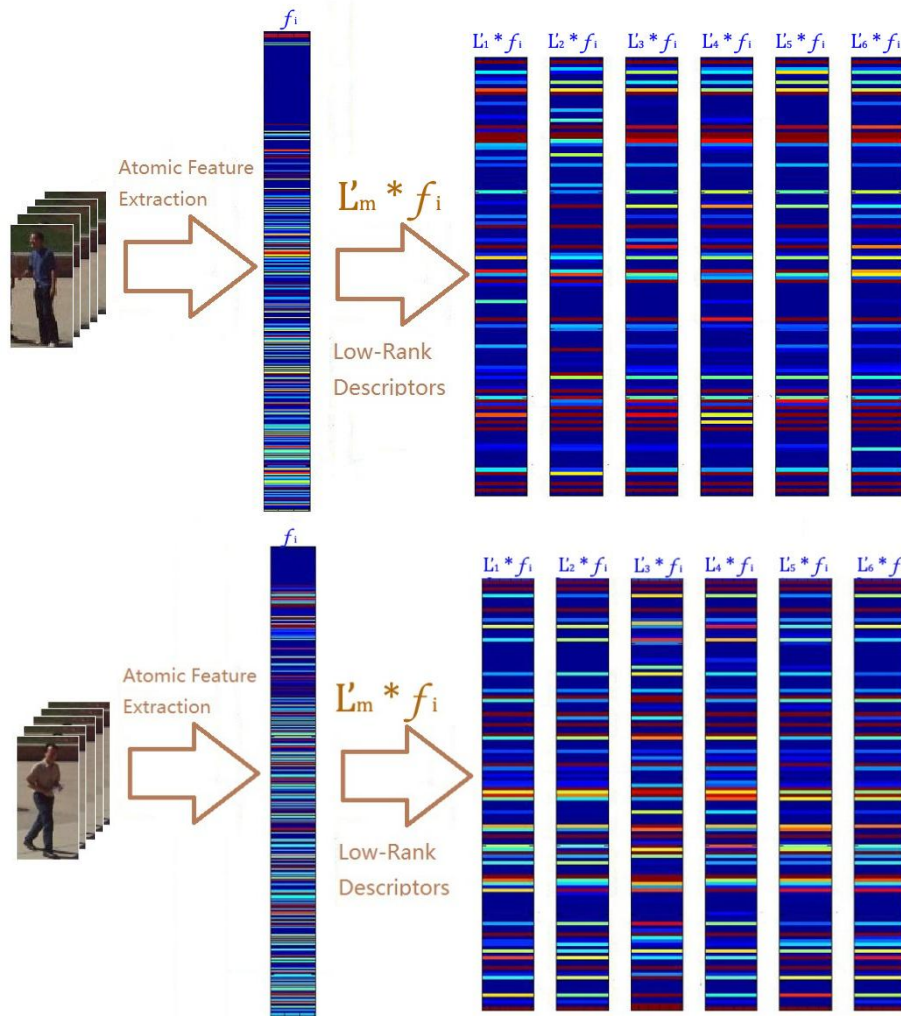 fi
L'1 * fi L'2 * fi L'3 * fi L'4 * fi L'5 * fi L'6 * fi
Atomic Feature
Extraction
L'm * fi
Low-Rank
Descriptors
fi
L'1 * fi L'2 * fi L'3 * fi L'4 * fi L'5 * fi L'6 * fi
Atomic Feature
Extraction
L'm * fi
Low-Rank
Descriptors